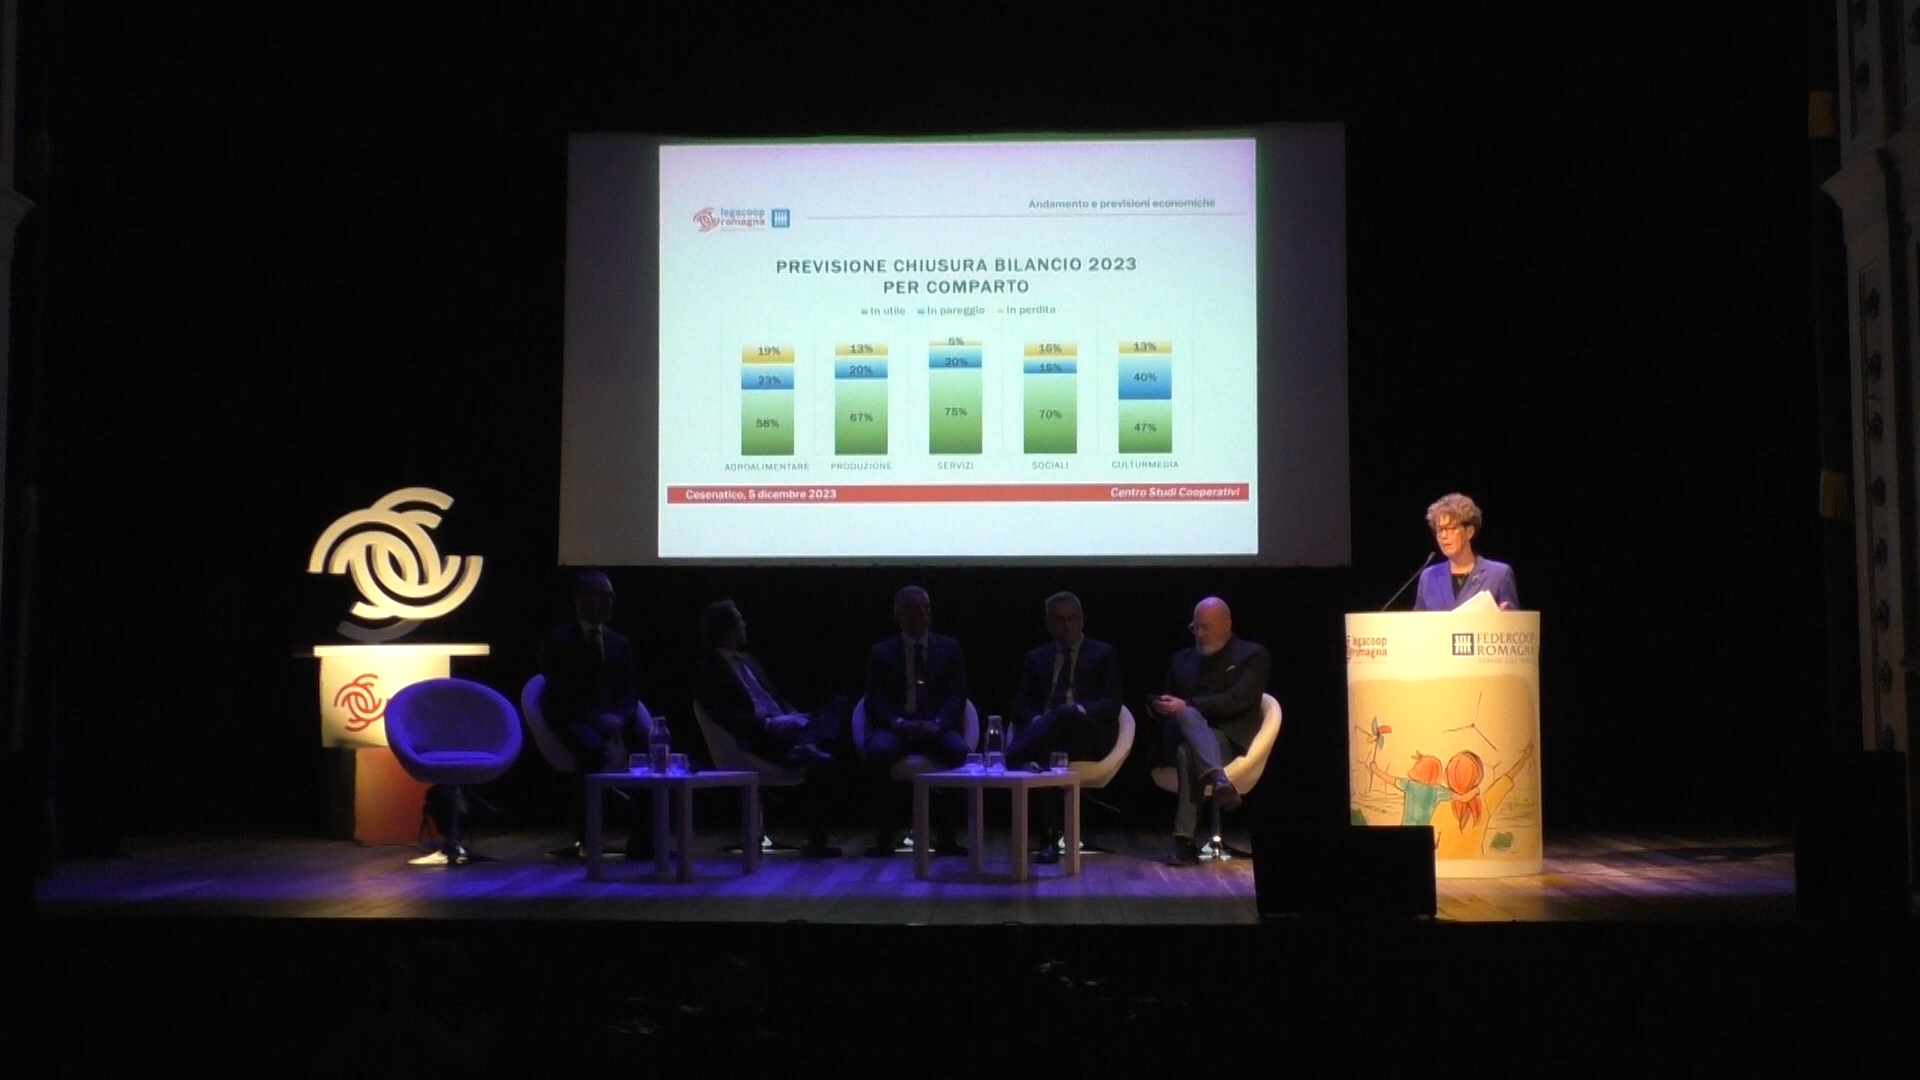 legacoop
romagna
Andamento e previsioni economiche
PREVISIONE CHIUSURA BILANCIO 2023
PER COMPARTO
In utile In pareggio In perdita
19% 13% 5% 15% 13%
23% 20% 20% 15% 40%
58% 67% 75% 70% 47%
AGROALIMENTARE PRODUZIONE SERVIZI SOCIALI CULTURMEDIA
Cesenatico, 5 dicembre 2023 Centro Studi Cooperativi
legacoop
romagna
FEDERCOOP
ROMAGNA